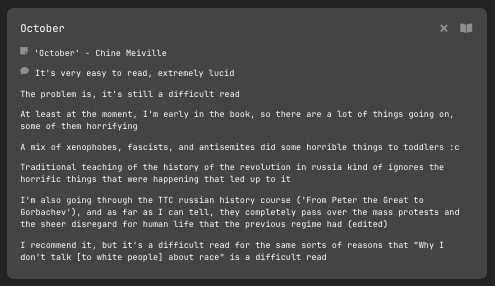 October
'October' - Chine Meiville
It's very easy to read, extremely lucid
The problem is, it's still a difficult read
At least at the moment, I'm early in the book, so there are a lot of things going on,
some of them horrifying
A mix of xenophobes, fascists, and antisemites did some horrible things to toddlers :c
Traditional teaching of the history of the revolution in russia kind of ignores the
horrific things that were happening that led up to it
I'm also going through the TTC russian history course ('From Peter the Great to
Gorbachev'), and as far as I can tell, they completely pass over the mass protests and
the sheer disregard for human life that the previous regime had (edited)
I recommend it, but it's a difficult read for the same sorts of reasons that "Why I
don't talk [to white people] about race" is a difficult read